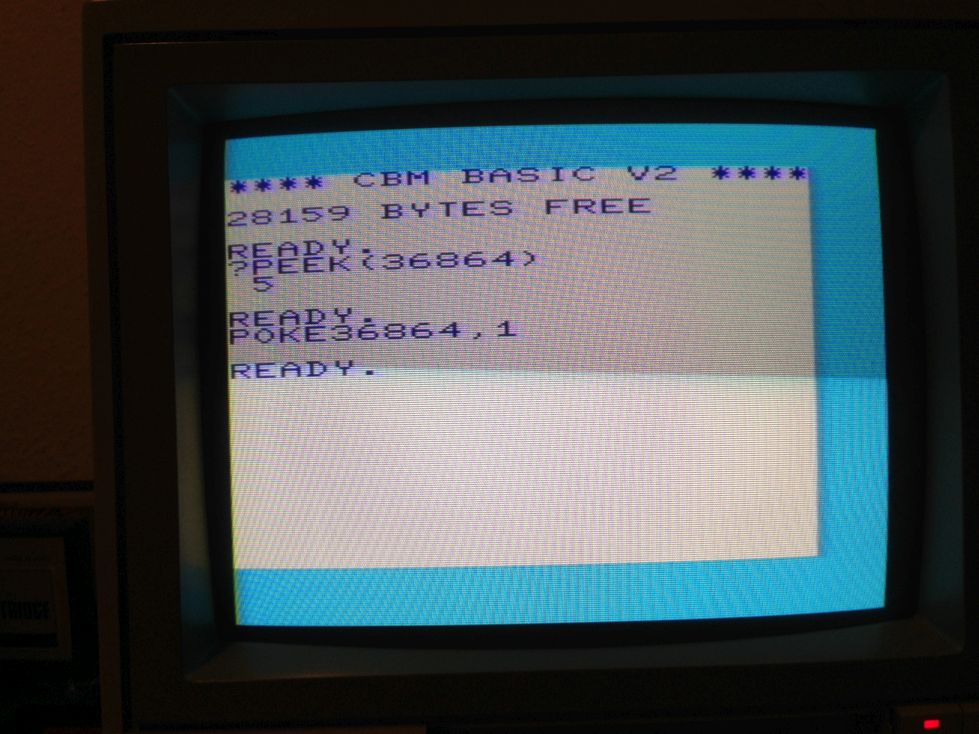 **** CBM BASIC V2 ****
28159 BYTES FREE
READY.
?PEEK(36864)
5
READY.
POKE36864,1
READY.